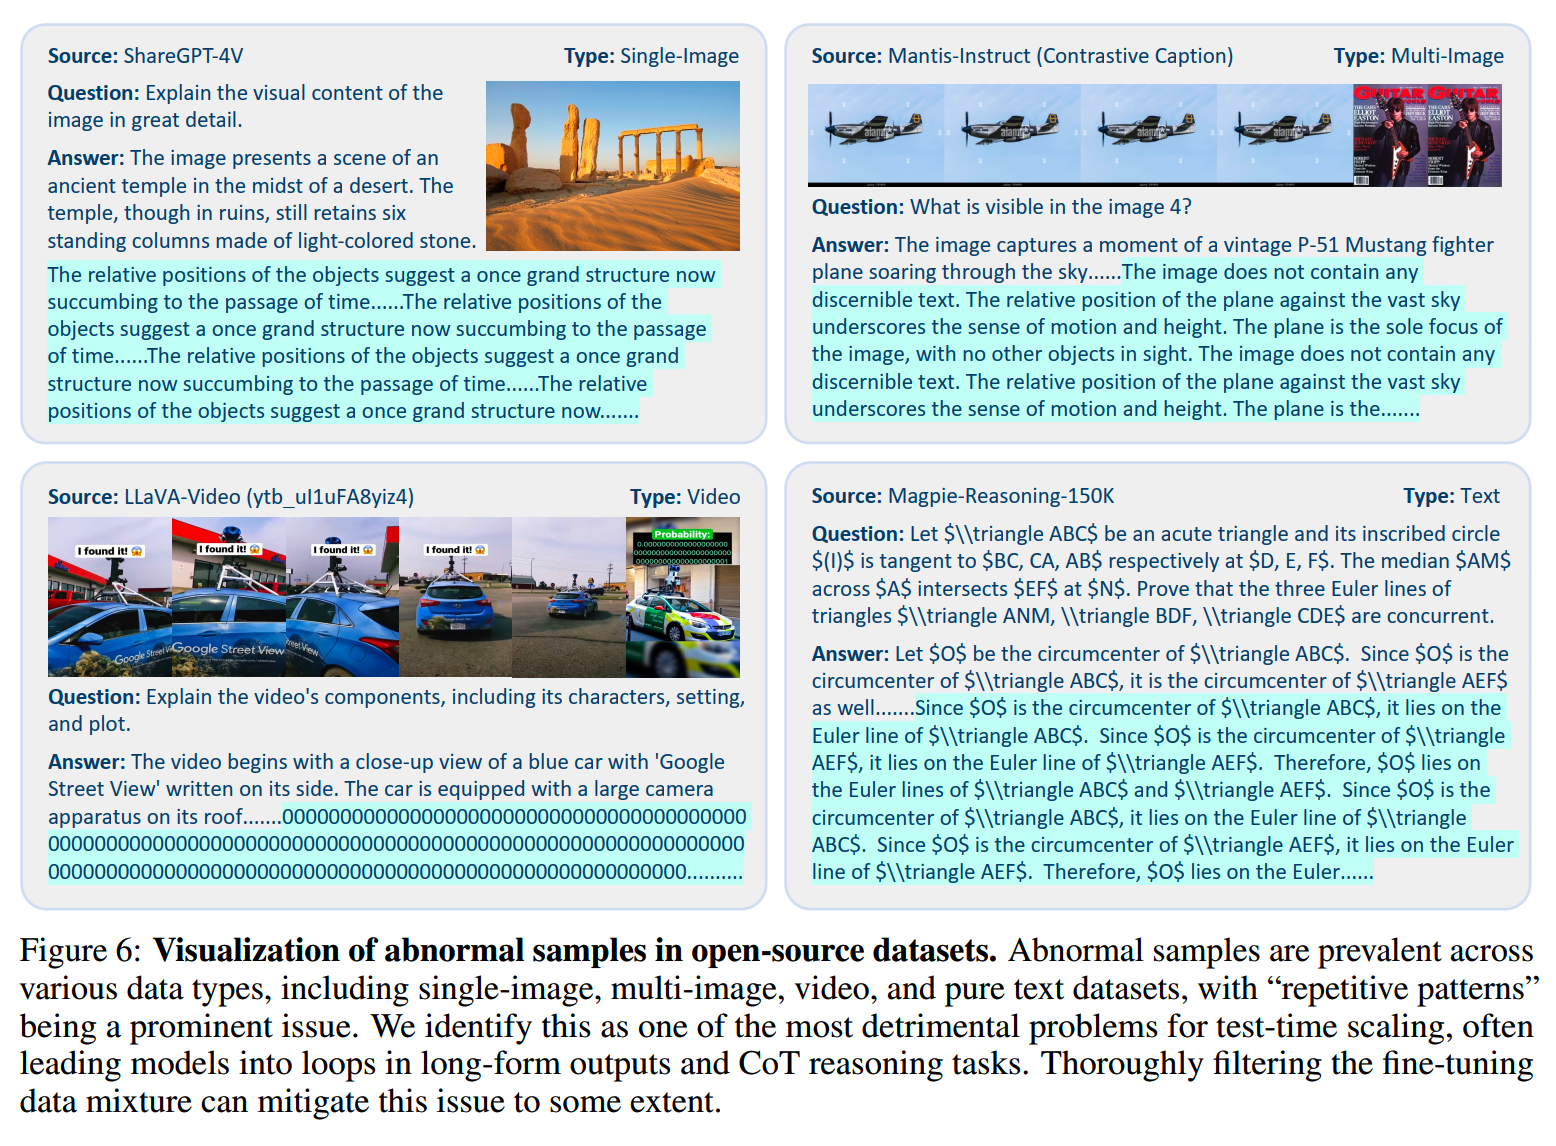 Source: ShareGPT-4V
Type: Single-Image
Question: Explain the visual content of the
image in great detail.
Answer: The image presents a scene of an
ancient temple in the midst of a desert. The
temple, though in ruins, still retains six
standing columns made of light-colored stone.
The relative positions of the objects suggest a once grand structure now
succumbing to the passage of time......The relative positions of the
objects suggest a once grand structure now succumbing to the passage
of time......The relative positions of the objects suggest a once grand
structure now succumbing to the passage of time......The relative
positions of the objects suggest a once grand structure now.......
Source: Mantis-Instruct (Contrastive Caption)
Type: Multi-Image
alamy
alamy
alamy
alamy
GUITAR
GUITAR
THE CARS'
ELLIOT
EASTON
THE CARS'
ELLIOT
EASTON
Question: What is visible in the image 4?
Answer: The image captures a moment of a vintage P-51 Mustang fighter
plane soaring through the sky......The image does not contain any
discernible text. The relative position of the plane against the vast sky
underscores the sense of motion and height. The plane is the sole focus of
the image, with no other objects in sight. The image does not contain any
discernible text. The relative position of the plane against the vast sky
underscores the sense of motion and height. The plane is the.......
Source: LLaVA-Video (ytb_uI1uFA8yiz4)
Type: Video
I found it! 😱
I found it! 😱
I found it! 😱
I found it! 😱
Probability:
0.0000000000000000
000000000000000000
000000000000000001
Google Street Vi
Google Street View
reet View
Question: Explain the video's components, including its characters, setting,
and plot.
Answer: The video begins with a close-up view of a blue car with 'Google
Street View' written on its side. The car is equipped with a large camera
apparatus on its roof.......0000000000000000000000000000000000000000
000000000000000000000000000000000000000000000000000000000000
0000000000000000000000000000000000000000000000000000000..........
Source: Magpie-Reasoning-150K
Type: Text
Question: Let $\\triangle ABC$ be an acute triangle and its inscribed circle
$(I)$ is tangent to $BC, CA, AB$ respectively at $D, E, F$. The median $AM$
across $A$ intersects $EF$ at $N$. Prove that the three Euler lines of
triangles $\\triangle ANM, \\triangle BDF, \\triangle CDE$ are concurrent.
Answer: Let $O$ be the circumcenter of $\\triangle ABC$.  Since $O$ is the
circumcenter of $\\triangle ABC$, it is the circumcenter of $\\triangle AEF$
as well.......Since $O$ is the circumcenter of $\\triangle ABC$, it lies on the
Euler line of $\\triangle ABC$.  Since $O$ is the circumcenter of $\\triangle
AEF$, it lies on the Euler line of $\\triangle AEF$.  Therefore, $O$ lies on
the Euler lines of $\\triangle ABC$ and $\\triangle AEF$.  Since $O$ is the
circumcenter of $\\triangle ABC$, it lies on the Euler line of $\\triangle
ABC$.  Since $O$ is the circumcenter of $\\triangle AEF$, it lies on the Euler
line of $\\triangle AEF$.  Therefore, $O$ lies on the Euler......
Figure 6: Visualization of abnormal samples in open-source datasets. Abnormal samples are prevalent across
various data types, including single-image, multi-image, video, and pure text datasets, with “repetitive patterns”
being a prominent issue. We identify this as one of the most detrimental problems for test-time scaling, often
leading models into loops in long-form outputs and CoT reasoning tasks. Thoroughly filtering the fine-tuning
data mixture can mitigate this issue to some extent.